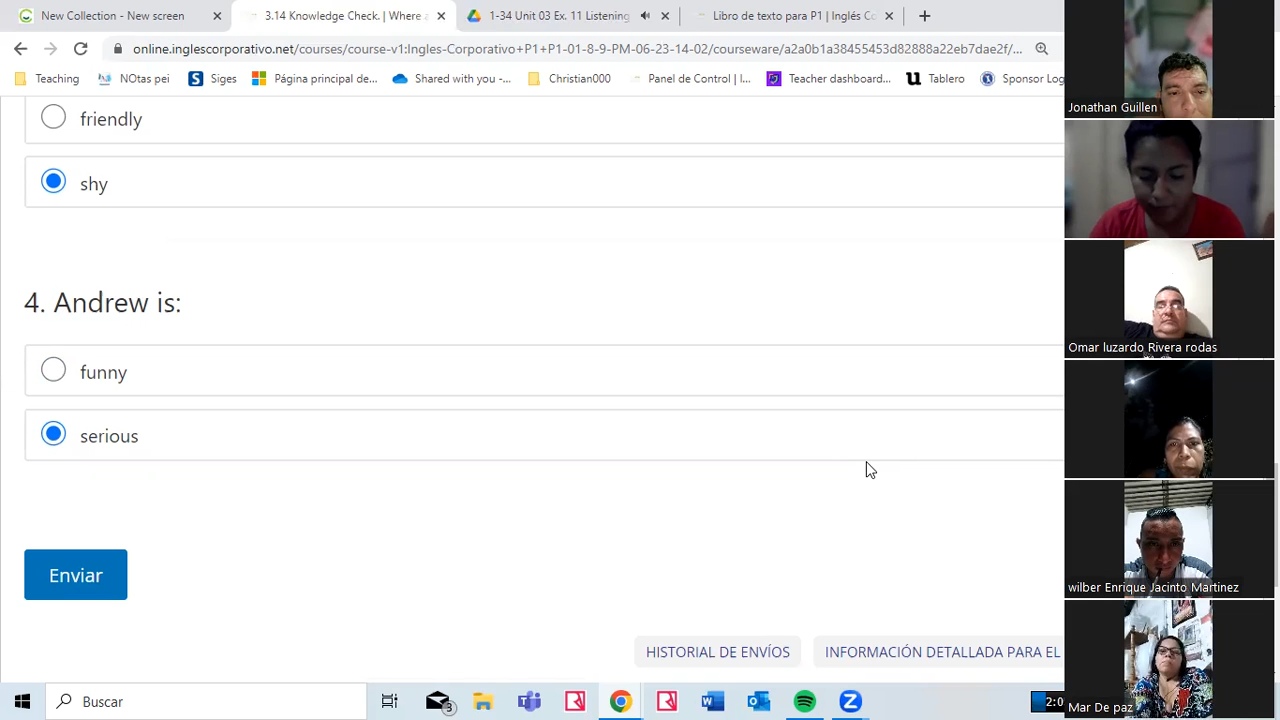 New Collection - New screen
3.14 Knowledge Check. | Where a
1-34 Unit 03 Ex. 11 Listening
Libro de texto para P1 | Inglés Co
online.inglescorporativo.net/courses/course-v1:Ingles-Corporativo+P1+P1-01-8-9-PM-06-23-14-02/courseware/a2a0b1a38455453d82888a22eb7dae2f/...
Teaching
NOtas pei
Siges
Página principal de...
Shared with you -...
Christian000
Panel de Control | I...
Teacher dashboard...
Tablero
Sponsor Log
friendly
shy
4. Andrew is:
funny
serious
Enviar
HISTORIAL DE ENVÍOS
INFORMACIÓN DETALLADA PARA EL
Buscar
3
2:0
Jonathan Guillen
Omar luzardo Rivera rodas
wilber Enrique Jacinto Martinez
Mar De paz